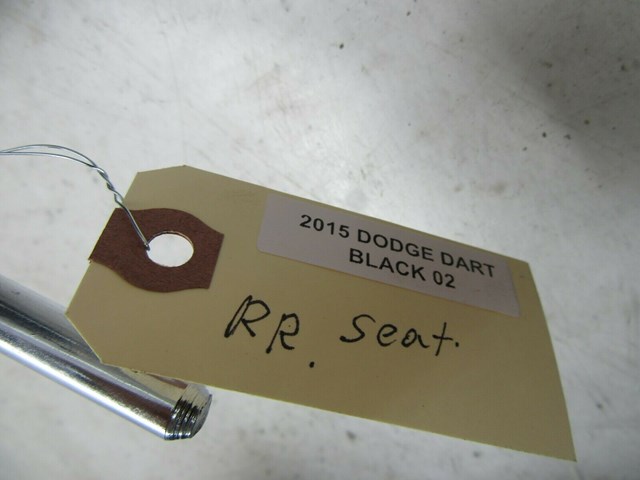 2015 DODGE DART
BLACK 02
RR. seat.